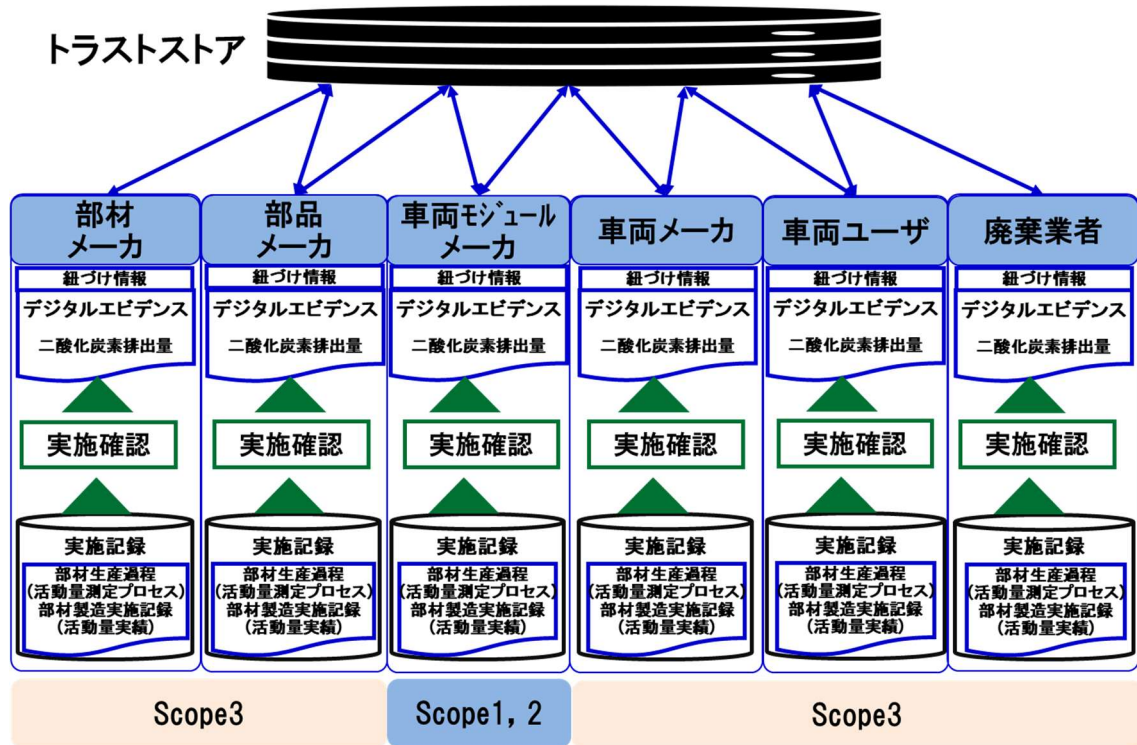 トラストストア
部材
メーカ
部品
メーカ
車両ﾓｼﾞｭｰﾙ
メーカ
車両メーカ
車両ユーザ
廃棄業者
紐づけ情報
紐づけ情報
紐づけ情報
紐づけ情報
紐づけ情報
紐づけ情報
デジタルエビデンス
デジタルエビデンス
デジタルエビデンス
デジタルエビデンス
デジタルエビデンス
デジタルエビデンス
二酸化炭素排出量
二酸化炭素排出量
二酸化炭素排出量
二酸化炭素排出量
二酸化炭素排出量
二酸化炭素排出量
実施確認
実施確認
実施確認
実施確認
実施確認
実施確認
実施記録
部材生産過程
(活動量測定プロセス)
部材製造実施記録
(活動量実績)
実施記録
部材生産過程
(活動量測定プロセス)
部材製造実施記録
(活動量実績)
実施記録
部材生産過程
(活動量測定プロセス)
部材製造実施記録
(活動量実績)
実施記録
部材生産過程
(活動量測定プロセス)
部材製造実施記録
(活動量実績)
実施記録
部材生産過程
(活動量測定プロセス)
部材製造実施記録
(活動量実績)
実施記録
部材生産過程
(活動量測定プロセス)
部材製造実施記録
(活動量実績)
Scope3
Scope1, 2
Scope3